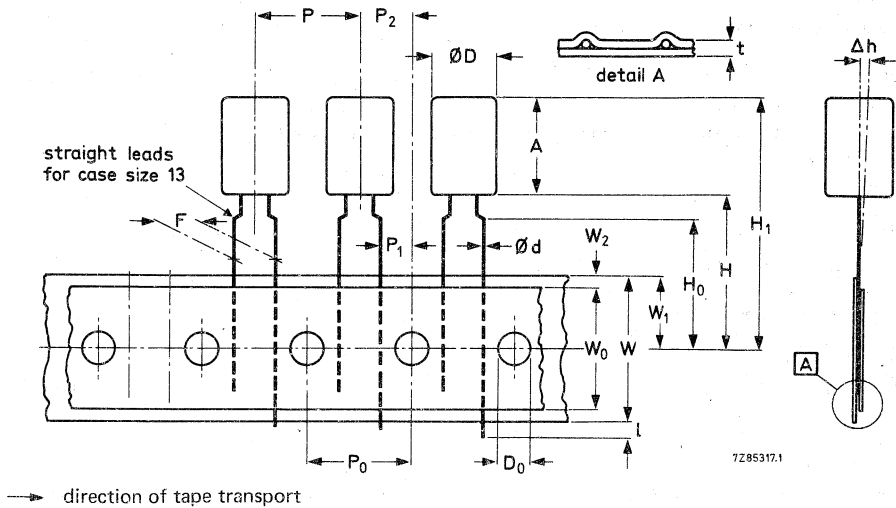 P
P2
ØD
t
detail A
Δh
straight leads
for case size 13
A
F
P1
Ød
W2
H0
H
H1
W1
W0
W
A
l
P0
D0
7Z85317.1
direction of tape transport